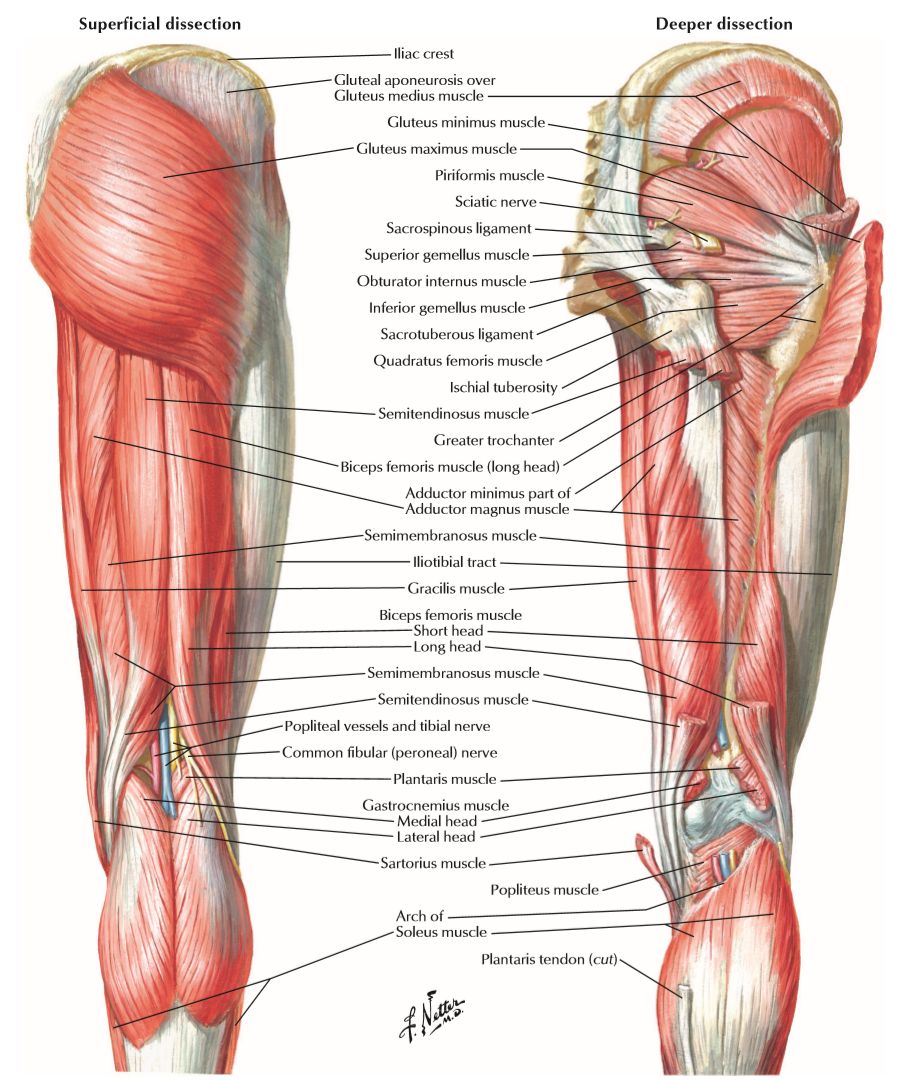 Superficial dissection
Deeper dissection
Iliac crest
Gluteal aponeurosis over
Gluteus medius muscle
Gluteus minimus muscle
Gluteus maximus muscle
Piriformis muscle
Sciatic nerve
Sacrospinous ligament
Superior gemellus muscle
Obturator internus muscle
Inferior gemellus muscle
Sacrotuberous ligament
Quadratus femoris muscle
Ischial tuberosity
Semitendinosus muscle
Greater trochanter
Biceps femoris muscle (long head)
Adductor minimus part of
Adductor magnus muscle
Semimembranosus muscle
Iliotibial tract
Gracilis muscle
Biceps femoris muscle
Short head
Long head
Semimembranosus muscle
Semitendinosus muscle
Popliteal vessels and tibial nerve
Common fibular (peroneal) nerve
Plantaris muscle
Gastrocnemius muscle
Medial head
Lateral head
Sartorius muscle
Popliteus muscle
Arch of
Soleus muscle
Plantaris tendon (cut)
F. Netter
M.D.